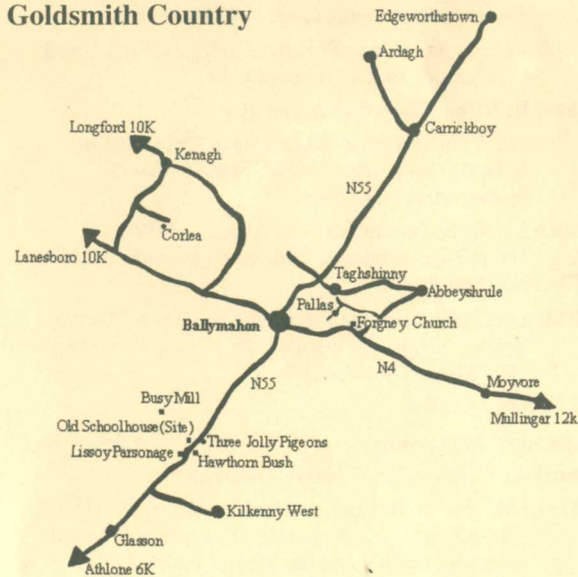 Goldsmith Country
Edgeworthstown
Ardagh
Longford 10K
Carrickboy
Kenagh
N55
Corlea
Lanesboro 10K
Taghshinny
Pallas
Abbeyshrule
Ballymahon
Forgney Church
N55
N4
Moyvore
Busy Mill
Mullingar 12k
Old Schoolhouse(Site)
Three Jolly Pigeons
Lissoy Parsonage
Hawthorn Bush
Kilkenny West
Glasson
Athlone 6K